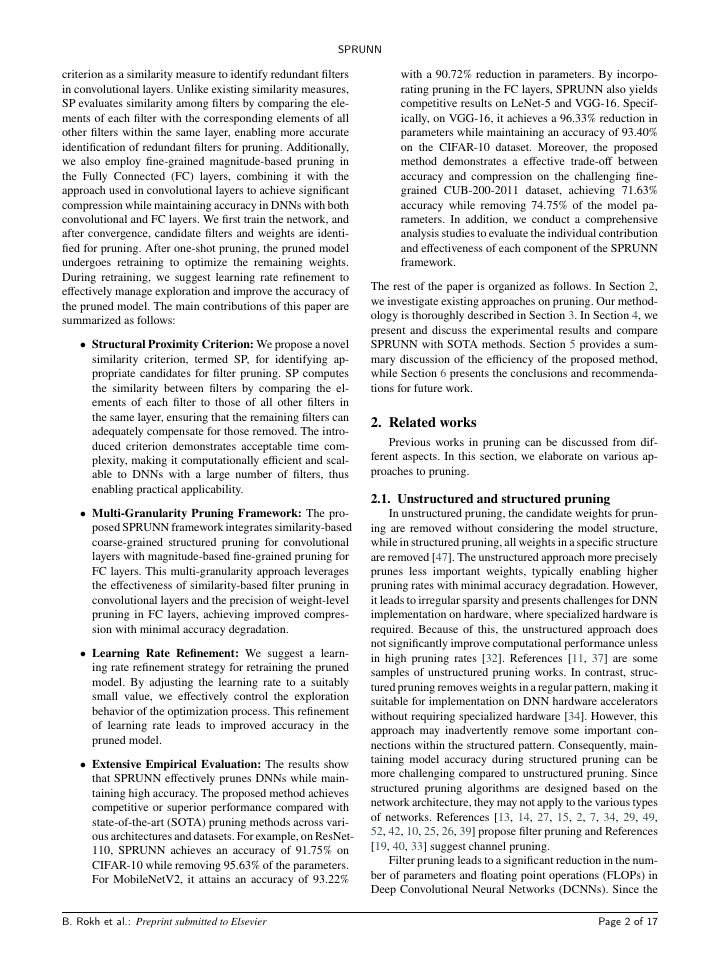 SPRUNN
criterion as a similarity measure to identify redundant filters
in convolutional layers. Unlike existing similarity measures,
SP evaluates similarity among filters by comparing the ele-
ments of each filter with the corresponding elements of all
other filters within the same layer, enabling more accurate
identification of redundant filters for pruning. Additionally,
we also employ fine-grained magnitude-based pruning in
the Fully Connected (FC) layers, combining it with the
approach used in convolutional layers to achieve significant
compression while maintaining accuracy in DNNs with both
convolutional and FC layers. We first train the network, and
after convergence, candidate filters and weights are identi-
fied for pruning. After one-shot pruning, the pruned model
undergoes retraining to optimize the remaining weights.
During retraining, we suggest learning rate refinement to
effectively manage exploration and improve the accuracy of
the pruned model. The main contributions of this paper are
summarized as follows:
• Structural Proximity Criterion: We propose a novel
similarity criterion, termed SP, for identifying ap-
propriate candidates for filter pruning. SP computes
the similarity between filters by comparing the el-
ements of each filter to those of all other filters in
the same layer, ensuring that the remaining filters can
adequately compensate for those removed. The intro-
duced criterion demonstrates acceptable time com-
plexity, making it computationally efficient and scal-
able to DNNs with a large number of filters, thus
enabling practical applicability.
• Multi-Granularity Pruning Framework: The pro-
posed SPRUNN framework integrates similarity-based
coarse-grained structured pruning for convolutional
layers with magnitude-based fine-grained pruning for
FC layers. This multi-granularity approach leverages
the effectiveness of similarity-based filter pruning in
convolutional layers and the precision of weight-level
pruning in FC layers, achieving improved compres-
sion with minimal accuracy degradation.
• Learning Rate Refinement: We suggest a learn-
ing rate refinement strategy for retraining the pruned
model. By adjusting the learning rate to a suitably
small value, we effectively control the exploration
behavior of the optimization process. This refinement
of learning rate leads to improved accuracy in the
pruned model.
• Extensive Empirical Evaluation: The results show
that SPRUNN effectively prunes DNNs while main-
taining high accuracy. The proposed method achieves
competitive or superior performance compared with
state-of-the-art (SOTA) pruning methods across vari-
ous architectures and datasets. For example, on ResNet-
110, SPRUNN achieves an accuracy of 91.75% on
CIFAR-10 while removing 95.63% of the parameters.
For MobileNetV2, it attains an accuracy of 93.22%
with a 90.72% reduction in parameters. By incorpo-
rating pruning in the FC layers, SPRUNN also yields
competitive results on LeNet-5 and VGG-16. Specif-
ically, on VGG-16, it achieves a 96.33% reduction in
parameters while maintaining an accuracy of 93.40%
on the CIFAR-10 dataset. Moreover, the proposed
method demonstrates a effective trade-off between
accuracy and compression on the challenging fine-
grained CUB-200-2011 dataset, achieving 71.63%
accuracy while removing 74.75% of the model pa-
rameters. In addition, we conduct a comprehensive
analysis studies to evaluate the individual contribution
and effectiveness of each component of the SPRUNN
framework.
The rest of the paper is organized as follows. In Section 2,
we investigate existing approaches on pruning. Our method-
ology is thoroughly described in Section 3. In Section 4, we
present and discuss the experimental results and compare
SPRUNN with SOTA methods. Section 5 provides a sum-
mary discussion of the efficiency of the proposed method,
while Section 6 presents the conclusions and recommenda-
tions for future work.
2. Related works
Previous works in pruning can be discussed from dif-
ferent aspects. In this section, we elaborate on various ap-
proaches to pruning.
2.1. Unstructured and structured pruning
In unstructured pruning, the candidate weights for prun-
ing are removed without considering the model structure,
while in structured pruning, all weights in a specific structure
are removed [47]. The unstructured approach more precisely
prunes less important weights, typically enabling higher
pruning rates with minimal accuracy degradation. However,
it leads to irregular sparsity and presents challenges for DNN
implementation on hardware, where specialized hardware is
required. Because of this, the unstructured approach does
not significantly improve computational performance unless
in high pruning rates [32]. References [11, 37] are some
samples of unstructured pruning works. In contrast, struc-
tured pruning removes weights in a regular pattern, making it
suitable for implementation on DNN hardware accelerators
without requiring specialized hardware [34]. However, this
approach may inadvertently remove some important con-
nections within the structured pattern. Consequently, main-
taining model accuracy during structured pruning can be
more challenging compared to unstructured pruning. Since
structured pruning algorithms are designed based on the
network architecture, they may not apply to the various types
of networks. References [13, 14, 27, 15, 2, 7, 34, 29, 49,
52, 42, 10, 25, 26, 39] propose filter pruning and References
[19, 40, 33] suggest channel pruning.
Filter pruning leads to a significant reduction in the num-
ber of parameters and floating point operations (FLOPs) in
Deep Convolutional Neural Networks (DCNNs). Since the
B. Rokh et al.: Preprint submitted to Elsevier
Page 2 of 17